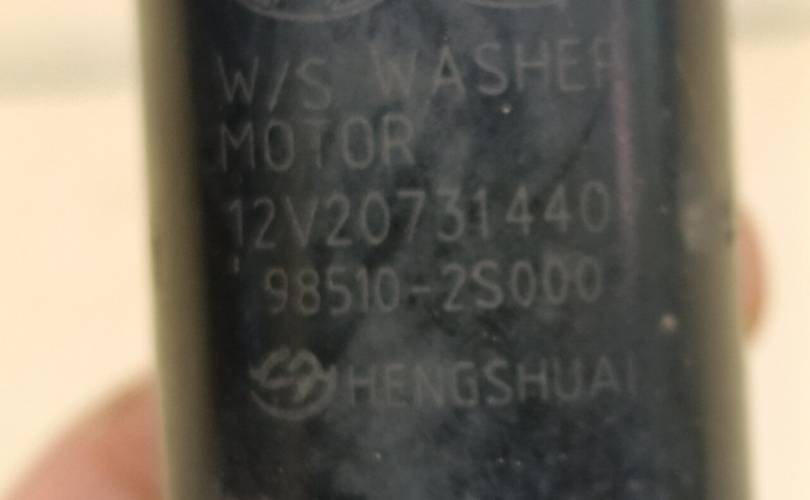 W/S WASHER
MOTOR
12V20731440
98510-2S000
HENGSHUAI